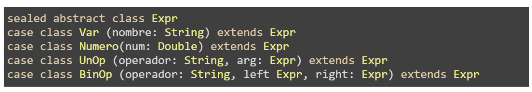 sealed abstract class Expr
case class Var (nombre: String) extends Expr
case class Numero(num: Double) extends Expr
case class UnOp (operador: String, arg: Expr) extends Expr
case class BinOp (operador: String, left Expr, right: Expr) extends Expr